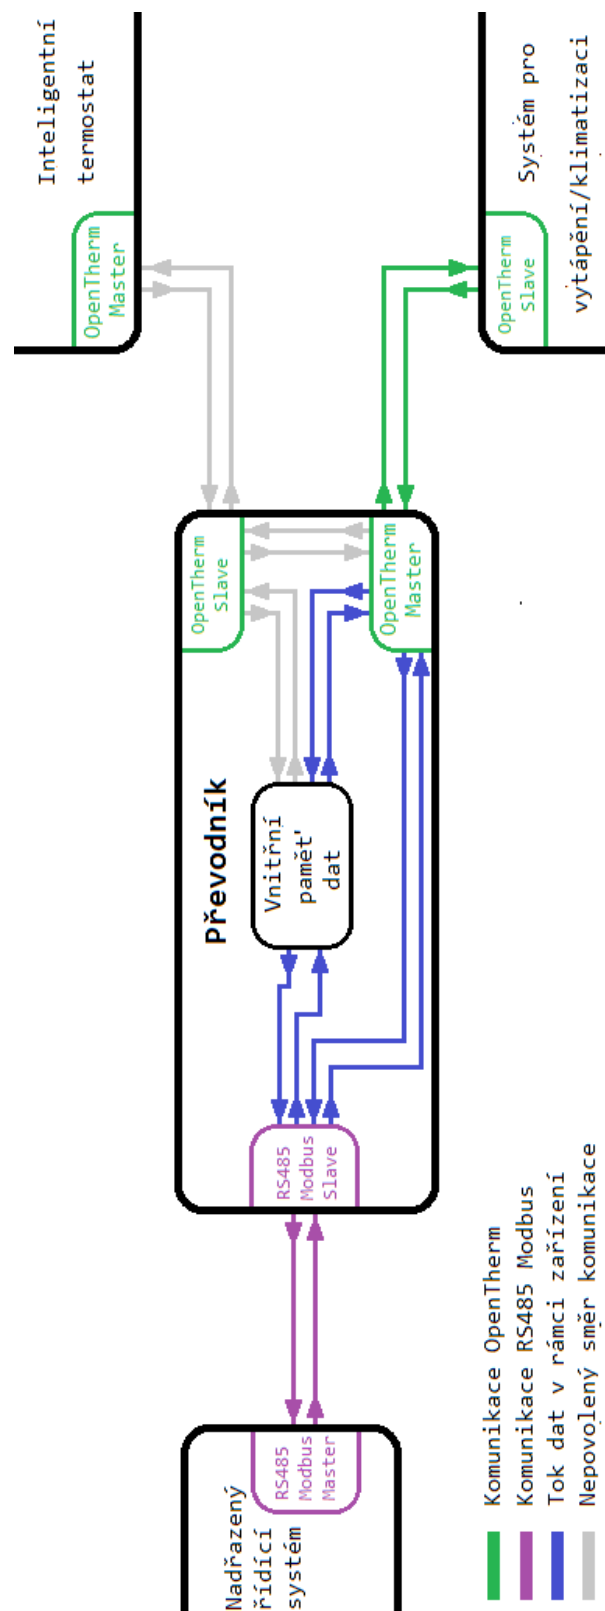 Inteligentní
termostat
OpenTherm
Master
Systém pro
vytápění/klimatizaci
OpenTherm
Slave
OpenTherm
Slave
OpenTherm
Master
Převodník
Vnitřní
paměť
dat
RS485
Modbus
Slave
RS485
Modbus
Master
Nadřazený
řídící
systém
Komunikace OpenTherm
Komunikace RS485 Modbus
Tok dat v rámci zařízení
Nepovolený směr komunikace